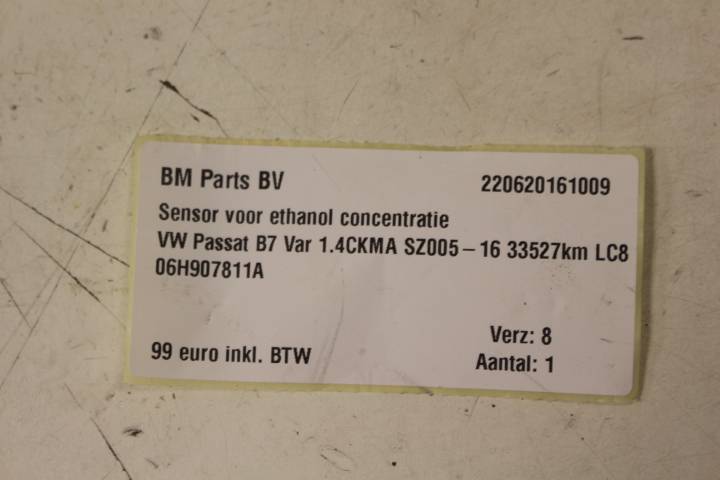 BM Parts BV 220620161009
Sensor voor ethanol concentratie
VW Passat B7 Var 1.4CKMA SZ005-16 33527km LC8
06H907811A
Verz: 8
99 euro inkl. BTW
Aantal: 1